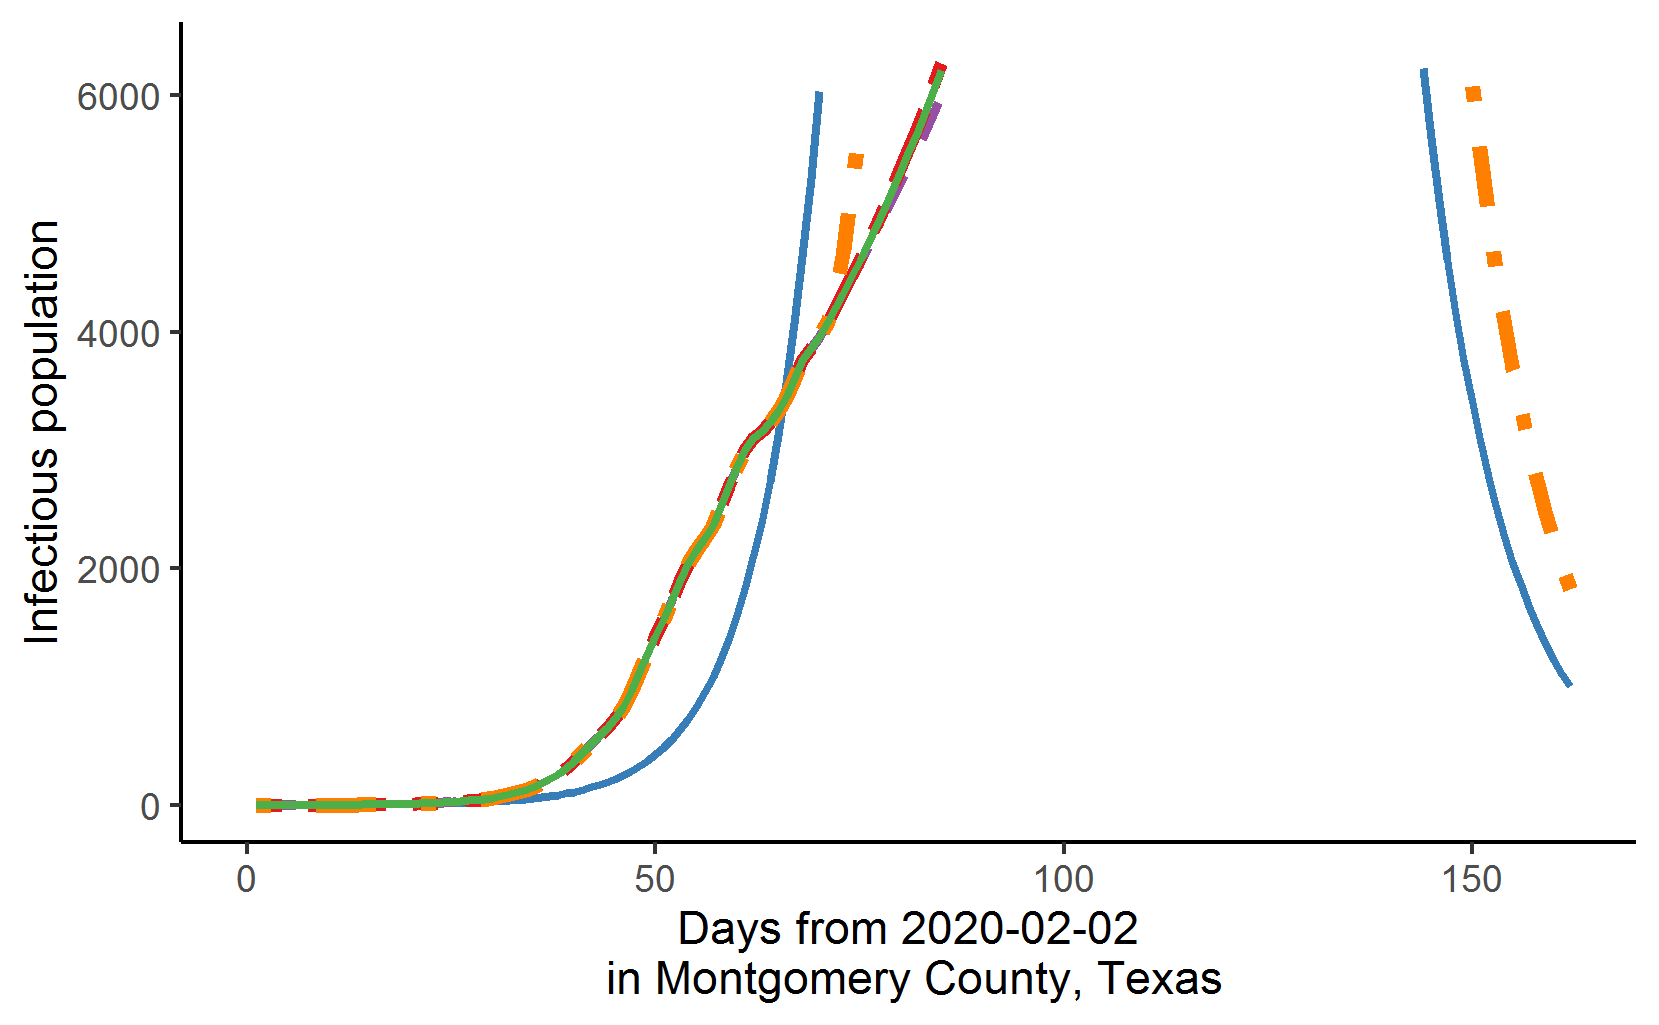 Infectious population
6000
4000
2000
0
0 50 100 150
Days from 2020-02-02
in Montgomery County, Texas